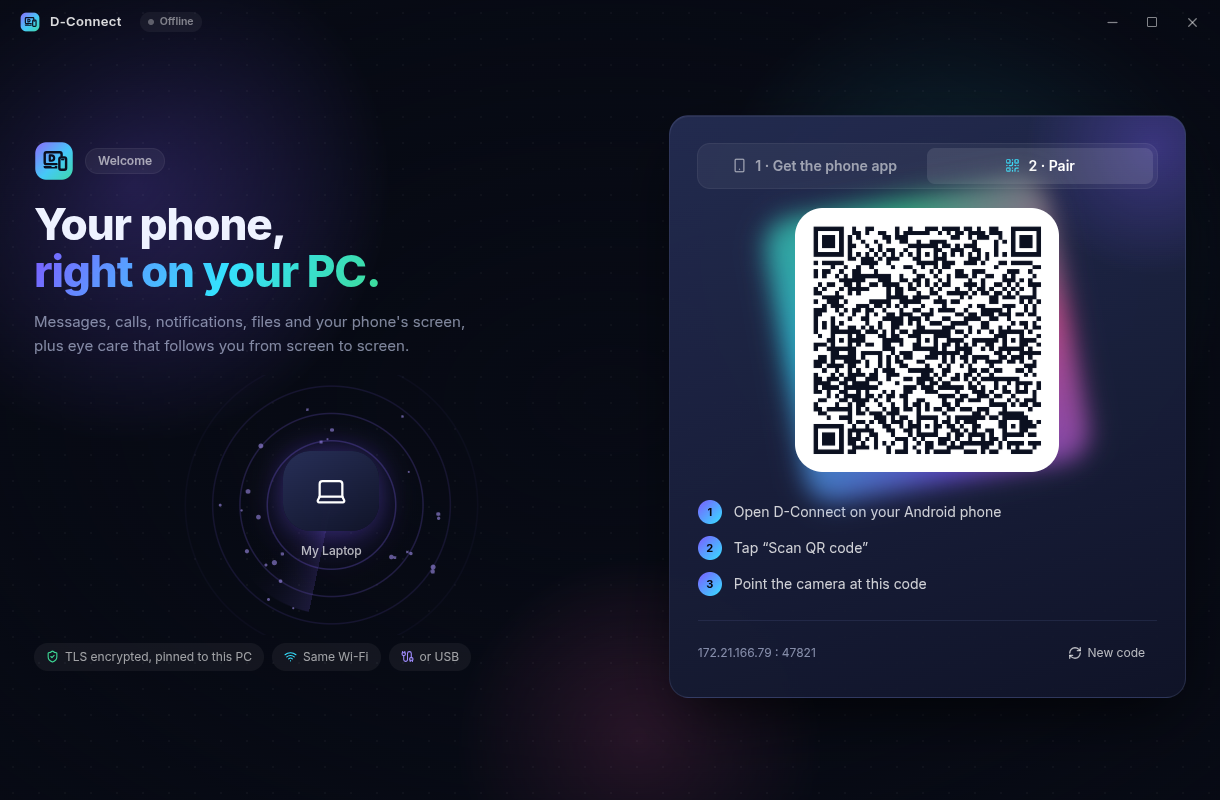 D-Connect
Offline
Welcome
Your phone,
right on your PC.
Messages, calls, notifications, files and your phone's screen,
plus eye care that follows you from screen to screen.
My Laptop
TLS encrypted, pinned to this PC
Same Wi-Fi
or USB
1 · Get the phone app
2 · Pair
1 Open D-Connect on your Android phone
2 Tap “Scan QR code”
3 Point the camera at this code
172.21.166.79 : 47821
New code